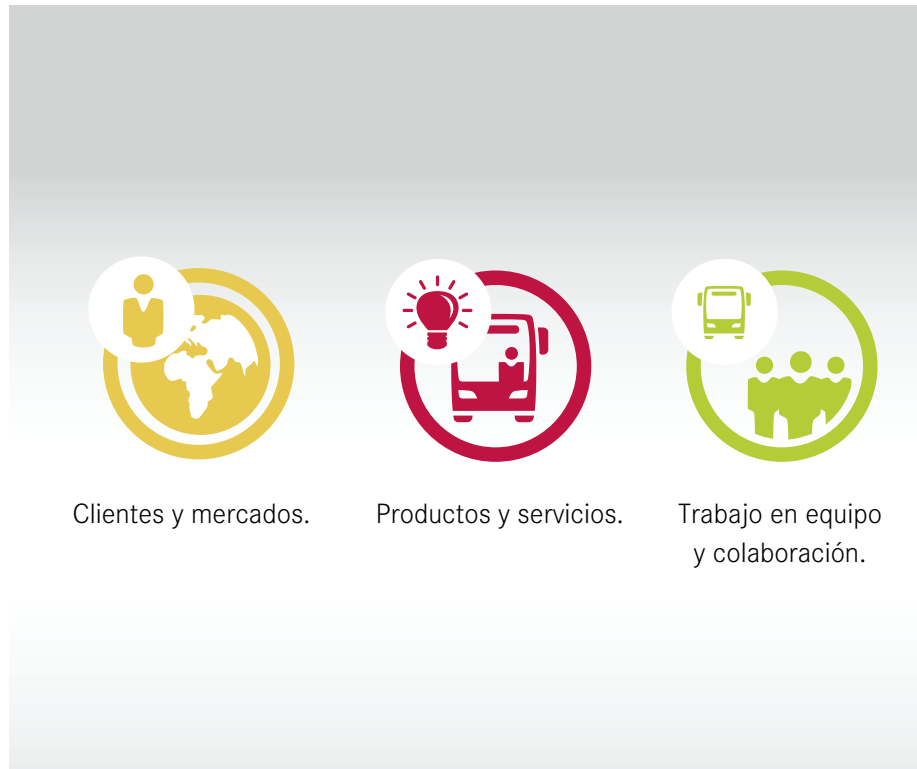 Clientes y mercados.
Productos y servicios.
Trabajo en equipo
y colaboración.